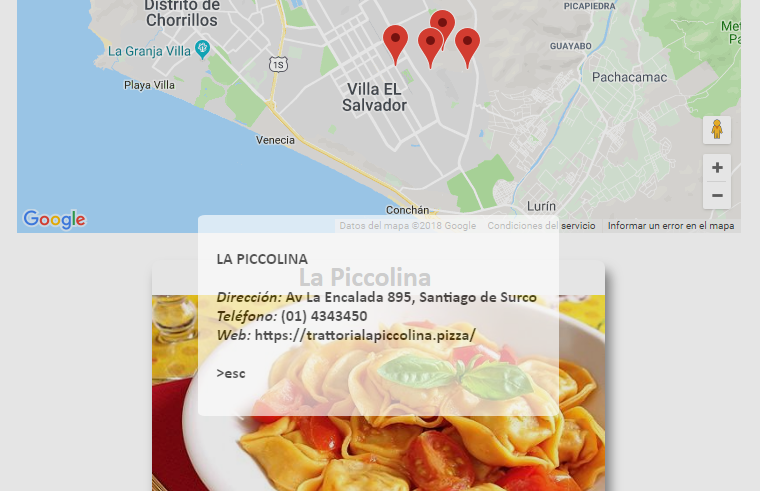 Distrito de
Chorrillos
PICAPIEDRA
La Granja Villa
GUAYABO
1S
Playa Villa
Pachacamac
Villa EL
Salvador
Venecia
Lurín
Conchán
Google
Datos del mapa ©2018 Google Condiciones del servicio Informar un error en el mapa
LA PICCOLINA
La Piccolina
Dirección: Av La Encalada 895, Santiago de Surco
Teléfono: (01) 4343450
Web: https://trattorialapiccolina.pizza/
>esc